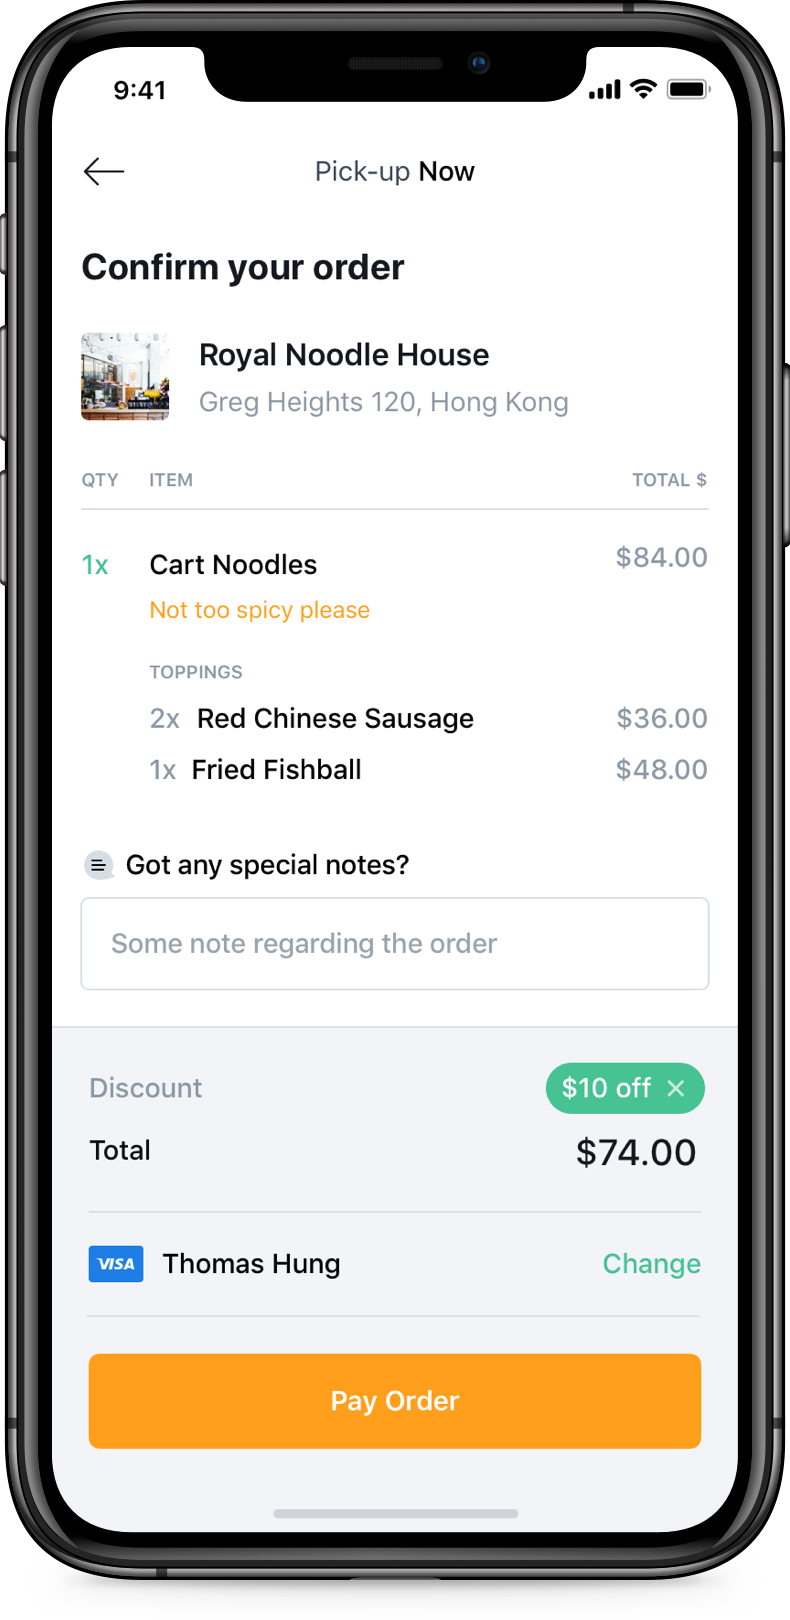 9:41
Pick-up Now
Confirm your order
Royal Noodle House
Greg Heights 120, Hong Kong
QTY ITEM TOTAL $
1x Cart Noodles $84.00
Not too spicy please
TOPPINGS
2x Red Chinese Sausage $36.00
1x Fried Fishball $48.00
Got any special notes?
Some note regarding the order
Discount $10 off ×
Total $74.00
VISA Thomas Hung Change
Pay Order